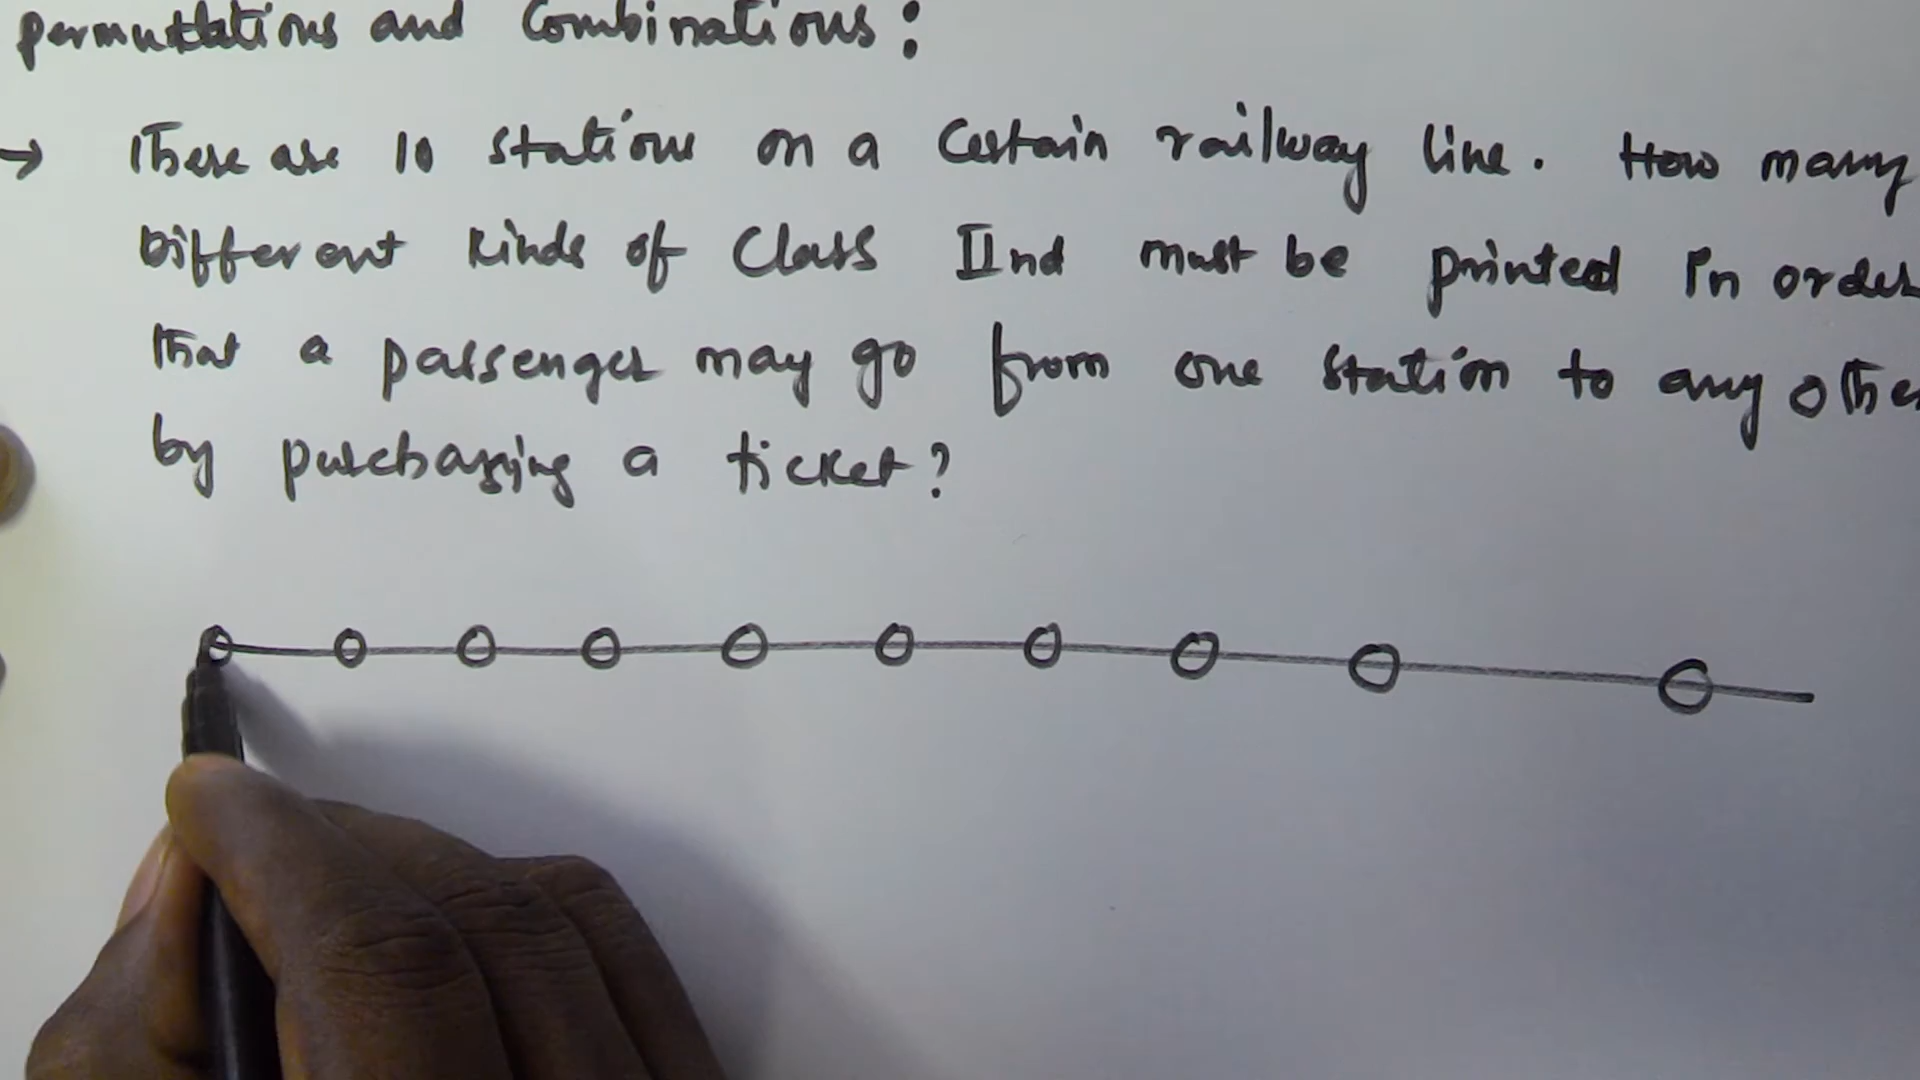 permutations and Combinations:
→ There are 10 stations on a Certain railway line. How many
Different kinds of Class IInd must be printed in order
that a passenger may go from one station to any other
by purchasing a ticket?